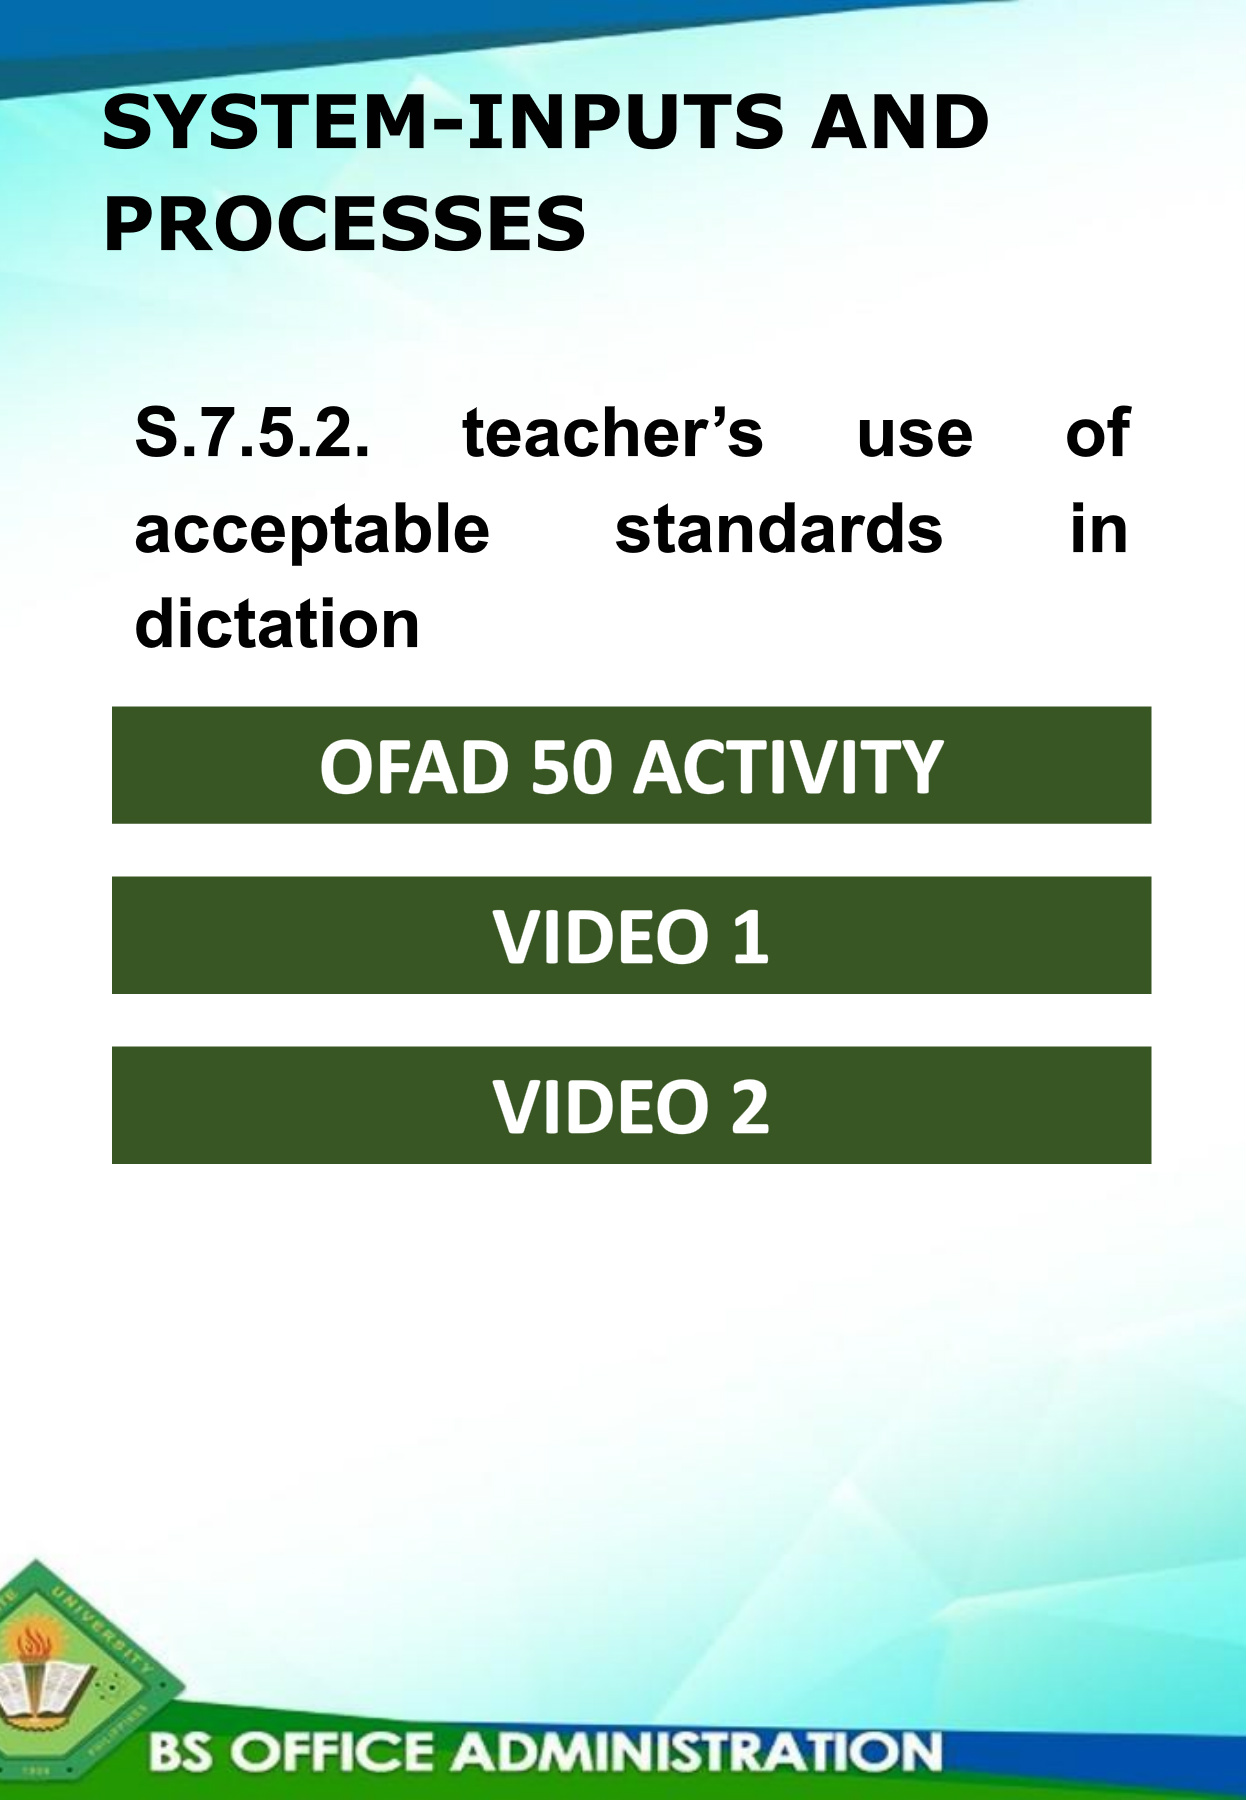 SYSTEM-INPUTS AND
PROCESSES
S.7.5.2. teacher’s use of
acceptable standards in
dictation
OFAD 50 ACTIVITY
VIDEO 1
VIDEO 2
UNIVERSITY
PHILIPPINES
BS OFFICE ADMINISTRATION